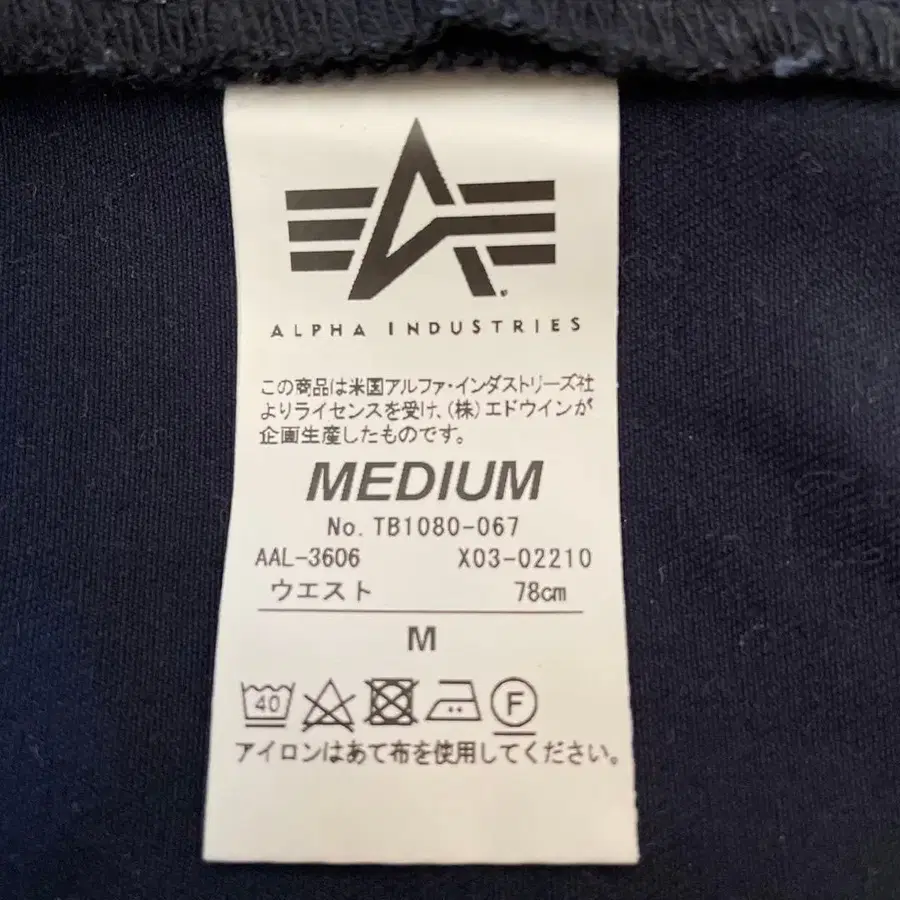 ALPHA INDUSTRIES
この商品は米国アルファ・インダストリーズ社
よりライセンスを受け、(株)エドウインが
企画生産したものです。
MEDIUM
No. TB1080-067
AAL-3606 X03-02210
ウエスト 78cm
M
40 F
アイロンはあて布を使用してください。